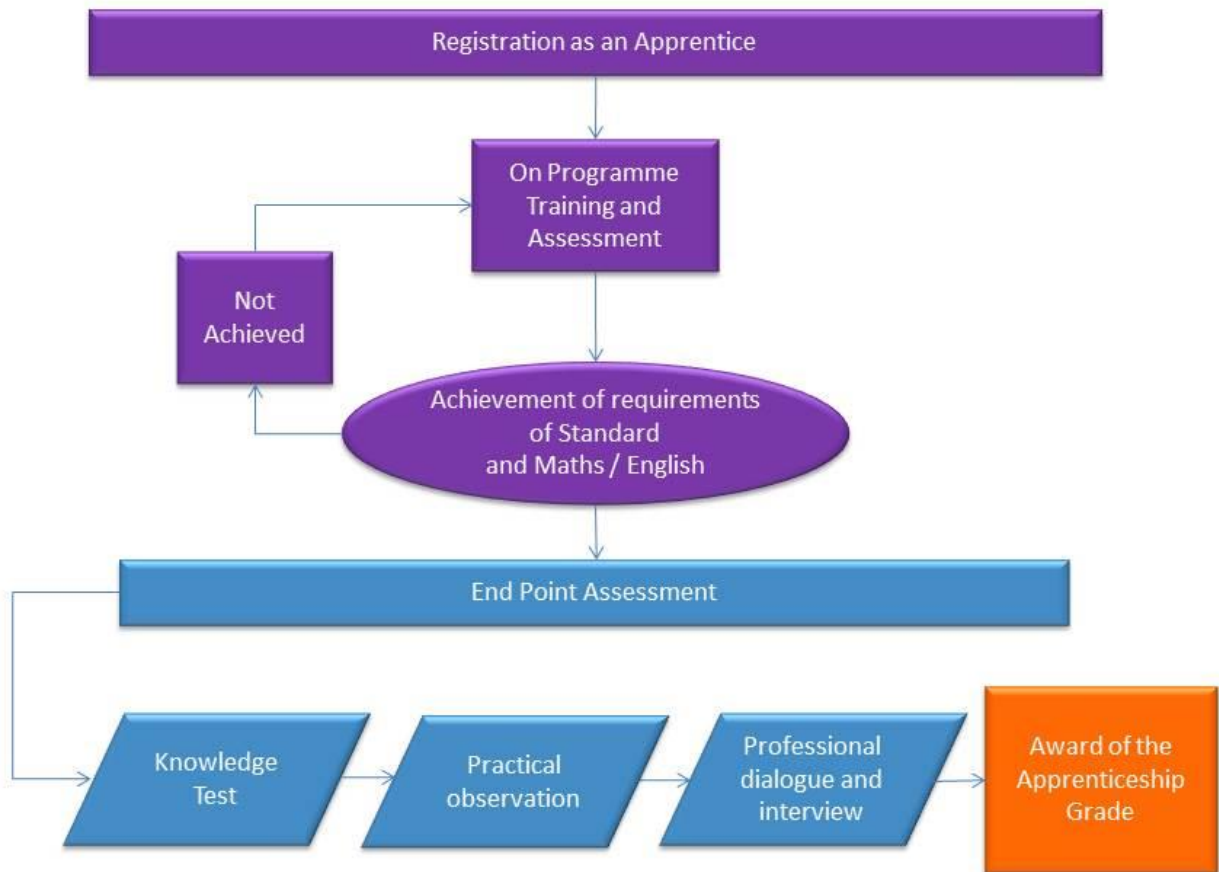 Registration as an Apprentice
On Programme
Training and
Assessment
Not
Achieved
Achievement of requirements
of Standard
and Maths / English
End Point Assessment
Knowledge
Test
Practical
observation
Professional
dialogue and
interview
Award of the
Apprenticeship
Grade